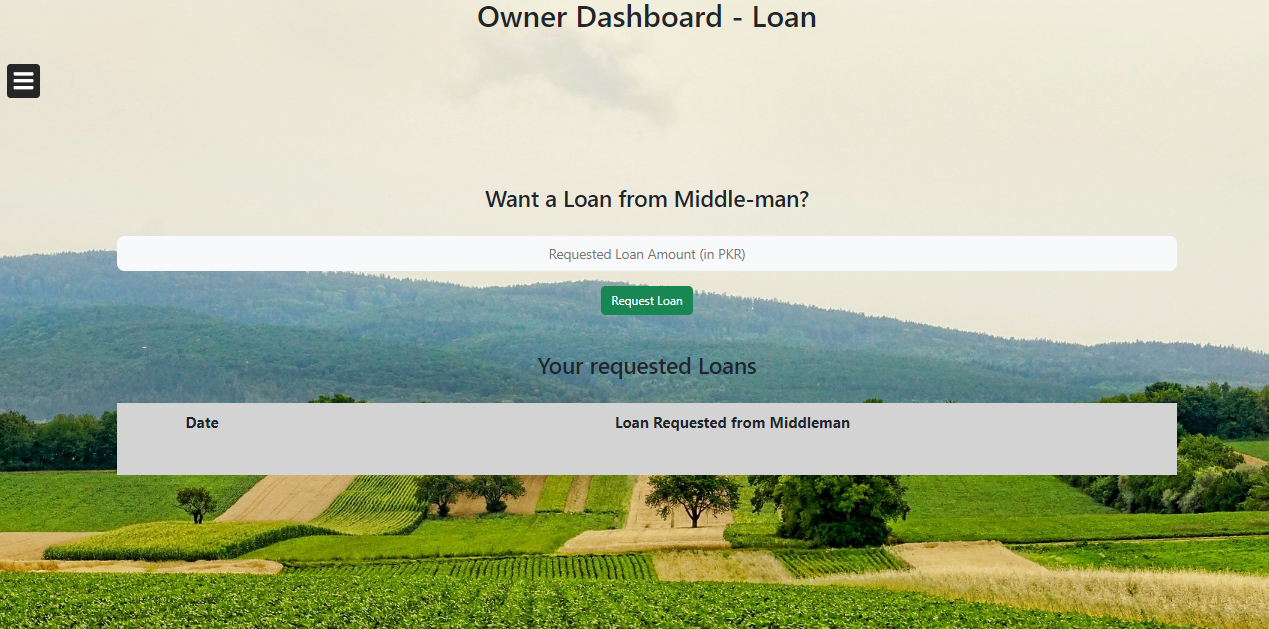 Owner Dashboard - Loan
Want a Loan from Middle-man?
Requested Loan Amount (in PKR)
Request Loan
Your requested Loans
Date Loan Requested from Middleman